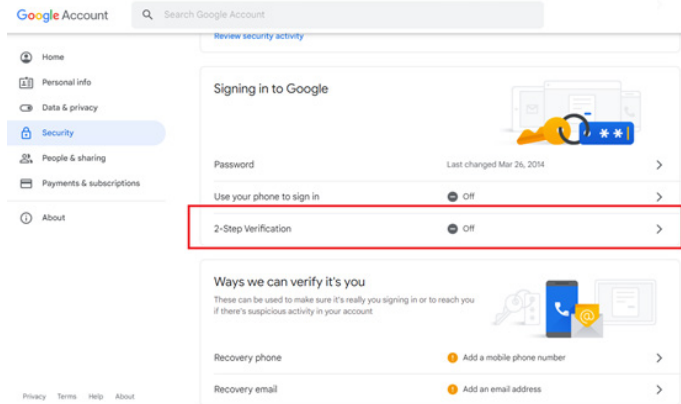 Google Account
Search Google Account
Review security activity
Home
Personal info
Data & privacy
Security
People & sharing
Payments & subscriptions
About
Signing in to Google
Password Last changed Mar 26, 2014
Use your phone to sign in Off
2-Step Verification Off
Ways we can verify it's you
These can be used to make sure it's really you signing in or to reach you
if there's suspicious activity in your account
Recovery phone Add a mobile phone number
Recovery email Add an email address
Privacy Terms Help About